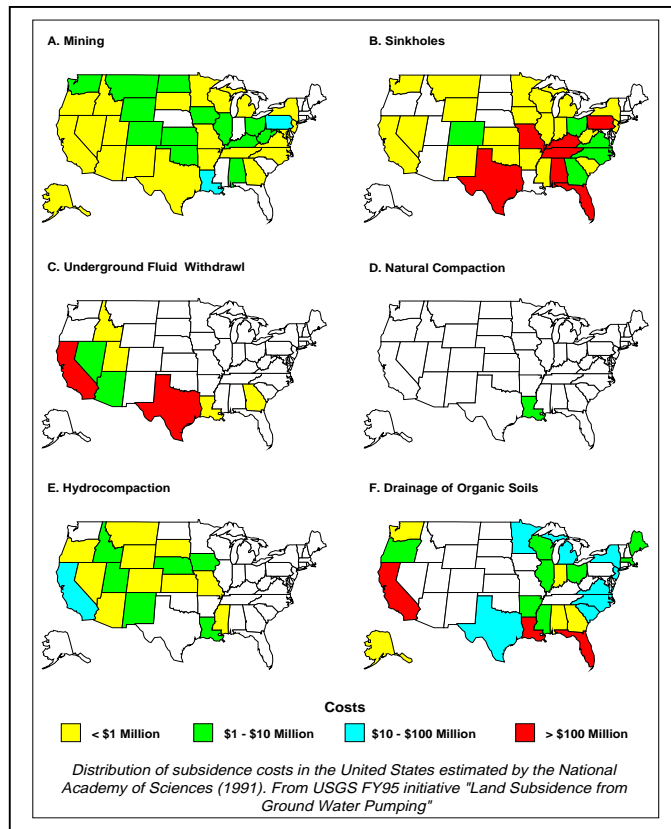 A. Mining
B. Sinkholes
C. Underground Fluid Withdrawl
D. Natural Compaction
E. Hydrocompaction
F. Drainage of Organic Soils
Costs
< $1 Million
$1 - $10 Million
$10 - $100 Million
> $100 Million
Distribution of subsidence costs in the United States estimated by the National
Academy of Sciences (1991). From USGS FY95 initiative "Land Subsidence from
Ground Water Pumping"